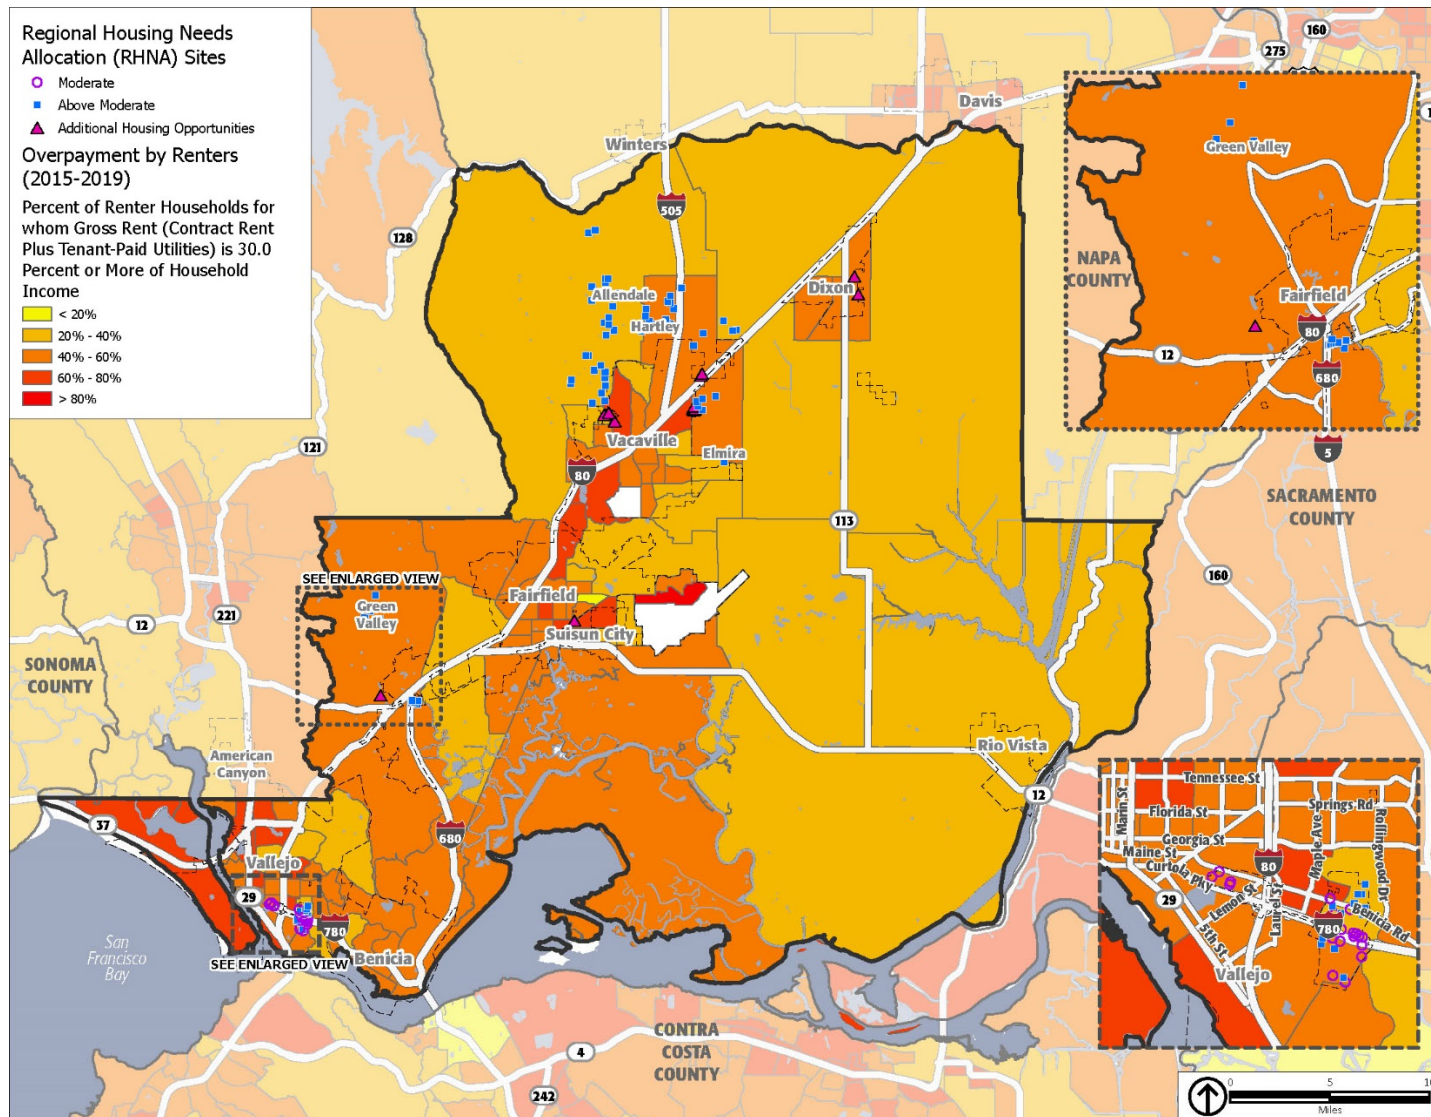 Regional Housing Needs
Allocation (RHNA) Sites
Moderate
Above Moderate
Additional Housing Opportunities
Overpayment by Renters
(2015-2019)
Percent of Renter Households for
whom Gross Rent (Contract Rent
Plus Tenant-Paid Utilities) is 30.0
Percent or More of Household
Income
< 20%
20% - 40%
40% - 60%
60% - 80%
> 80%
160
275
Davis
Winters
505
128
Allendale
Hartley
Dixon
121
Vacaville
Elmira
80
113
SACRAMENTO
COUNTY
5
160
SEE ENLARGED VIEW
Green
Valley
Fairfield
Suisun City
221
12
SONOMA
COUNTY
American
Canyon
Rio Vista
12
37
680
Vallejo
29
780
Benicia
SEE ENLARGED VIEW
San
Francisco
Bay
CONTRA
COSTA
COUNTY
4
242
Green Valley
NAPA
COUNTY
Fairfield
80
12
680
Tennessee St
Marin St
Florida St
Springs Rd
Georgia St
Maple Ave
Rollingwood Dr
Maine St
Curtola Pky
80
29
Lemon St
Laurel St
5th St
780
Benicia Rd
Vallejo
0
5
10
Miles